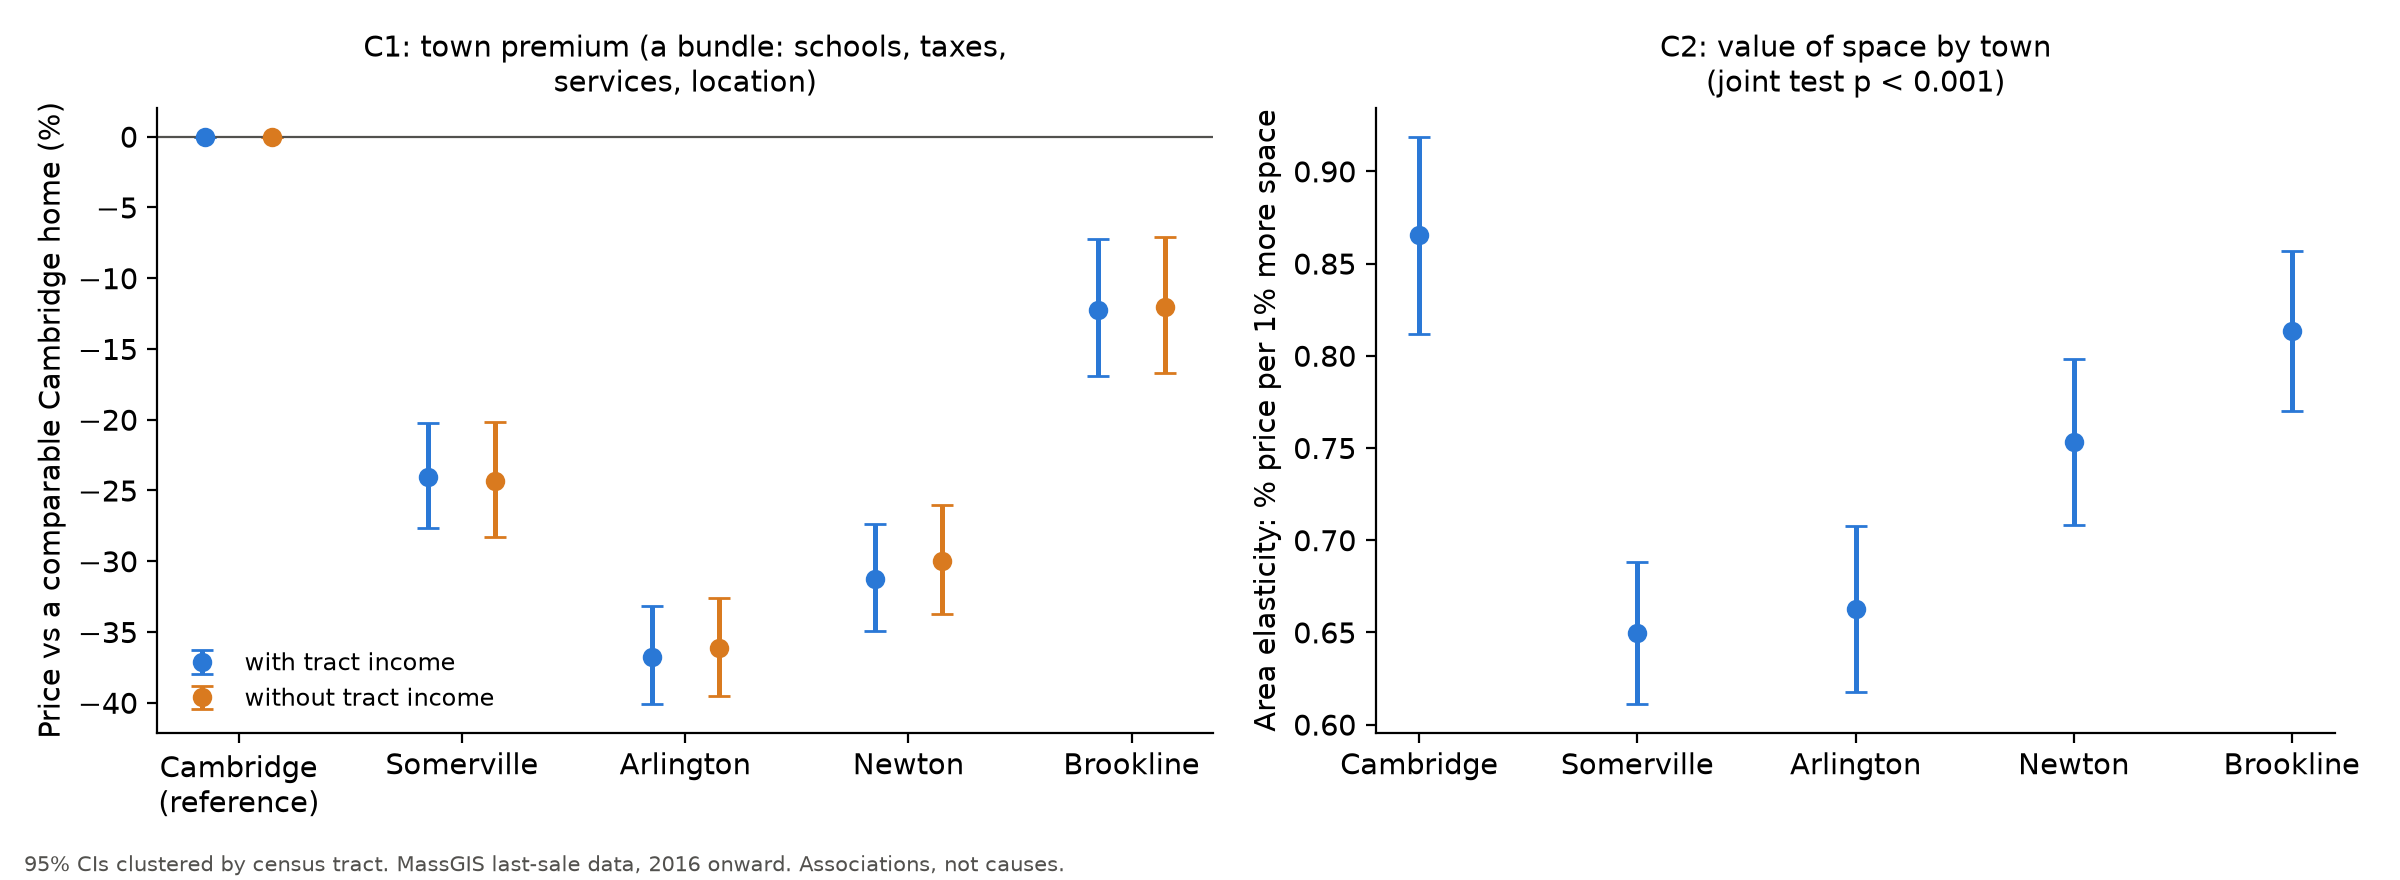 C1: town premium (a bundle: schools, taxes,
services, location)
Price vs a comparable Cambridge home (%)
0
−5
−10
−15
−20
−25
−30
−35
−40
with tract income
without tract income
Cambridge
(reference)
Somerville
Arlington
Newton
Brookline
C2: value of space by town
(joint test p < 0.001)
Area elasticity: % price per 1% more space
0.90
0.85
0.80
0.75
0.70
0.65
0.60
Cambridge
Somerville
Arlington
Newton
Brookline
95% CIs clustered by census tract. MassGIS last-sale data, 2016 onward. Associations, not causes.